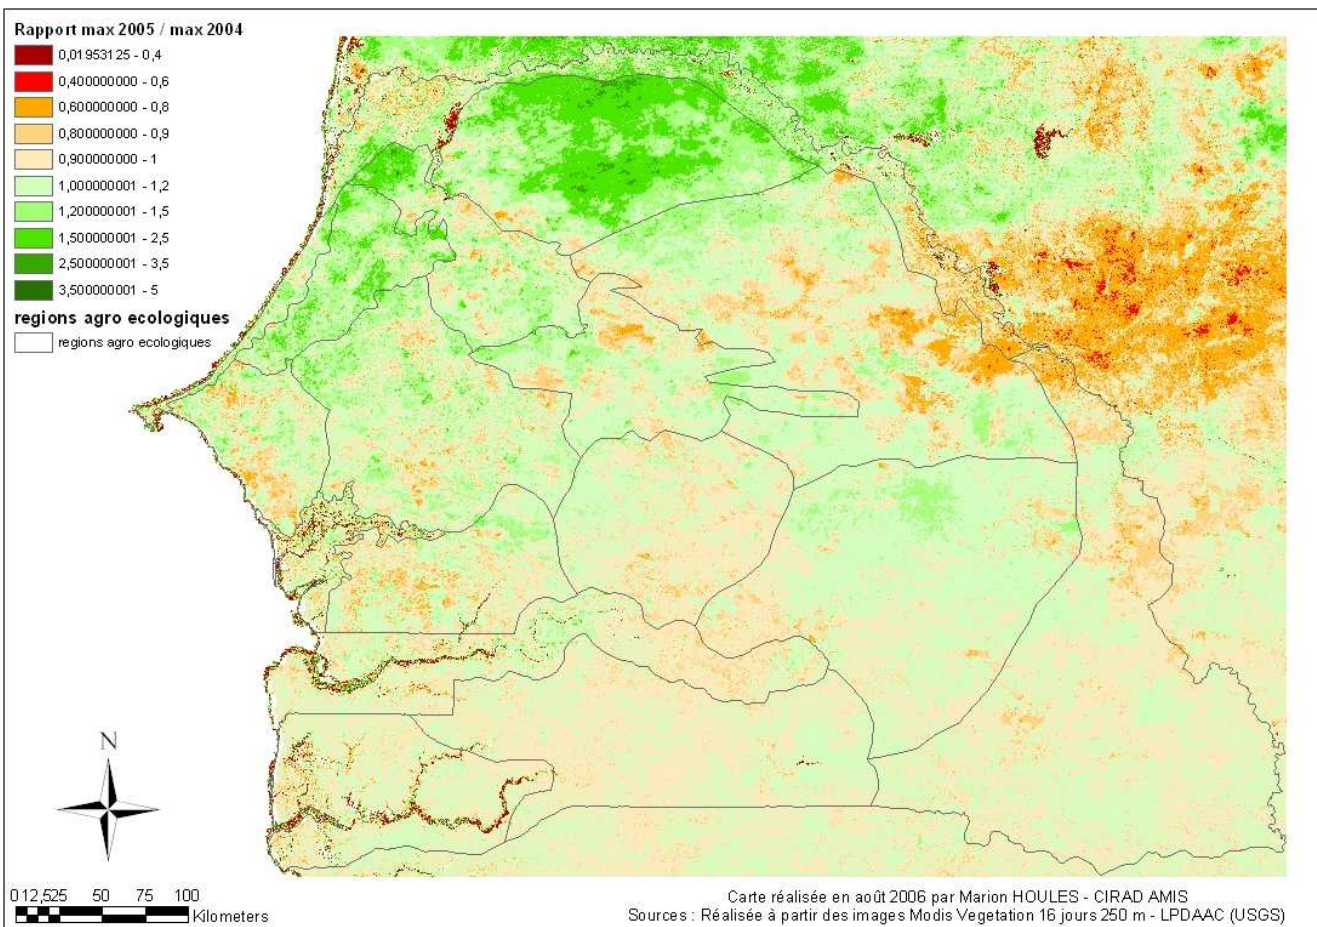 Rapport max 2005 / max 2004
0,01953125 - 0,4
0,400000000 - 0,6
0,600000000 - 0,8
0,800000000 - 0,9
0,900000000 - 1
1,000000001 - 1,2
1,200000001 - 1,5
1,500000001 - 2,5
2,500000001 - 3,5
3,500000001 - 5
regions agro ecologiques
regions agro ecologiques
N
0 12,525 50 75 100
Kilometers
Carte réalisée en août 2006 par Marion HOULES - CIRAD AMIS
Sources : Réalisée à partir des images Modis Vegetation 16 jours 250 m - LPDAAC (USGS)